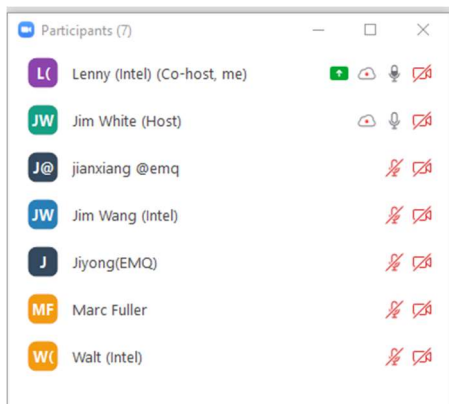 Participants (7)
L( Lenny (Intel) (Co-host, me)
JW Jim White (Host)
J@ jianxiang @emq
JW Jim Wang (Intel)
J Jiyong(EMQ)
MF Marc Fuller
W( Walt (Intel)